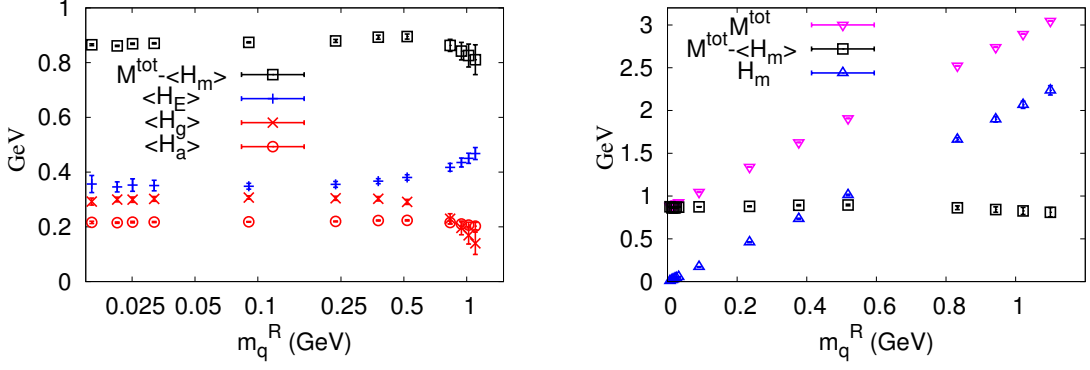 GeV
1
0.8
0.6
0.4
0.2
0
M^tot-<H_m>
<H_E>
<H_g>
<H_a>
0.025 0.05 0.1 0.25 0.5 1
m_q^R (GeV)
GeV
3
2.5
2
1.5
1
0.5
0
M^tot
M^tot-<H_m>
H_m
0 0.2 0.4 0.6 0.8 1
m_q^R (GeV)